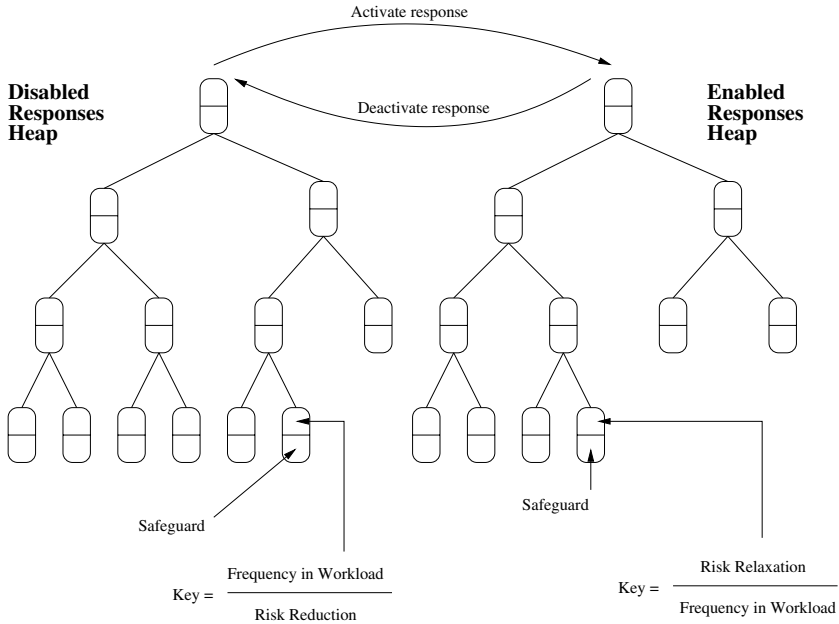 Activate response
Disabled
Responses
Heap
Deactivate response
Enabled
Responses
Heap
Safeguard
Safeguard
Key = Frequency in Workload
Risk Reduction
Key = Risk Relaxation
Frequency in Workload